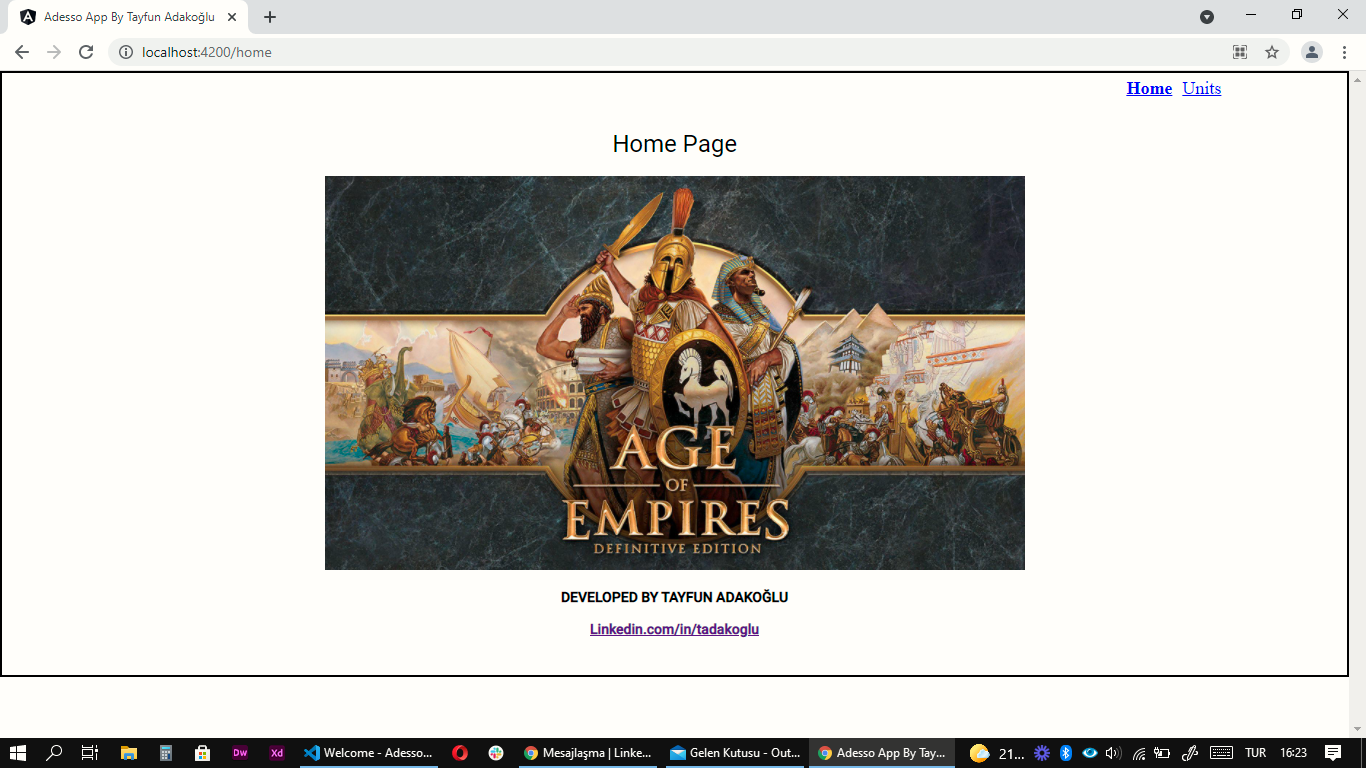 Adesso App By Tayfun Adakoğlu
localhost:4200/home
Home Units
Home Page
AGE
OF
EMPIRES
DEFINITIVE EDITION
DEVELOPED BY TAYFUN ADAKOĞLU
Linkedin.com/in/tadakoglu
Dw Xd Welcome - Adesso... Mesajlaşma | Linke... Gelen Kutusu - Out... Adesso App By Tay... 21... TUR 16:23